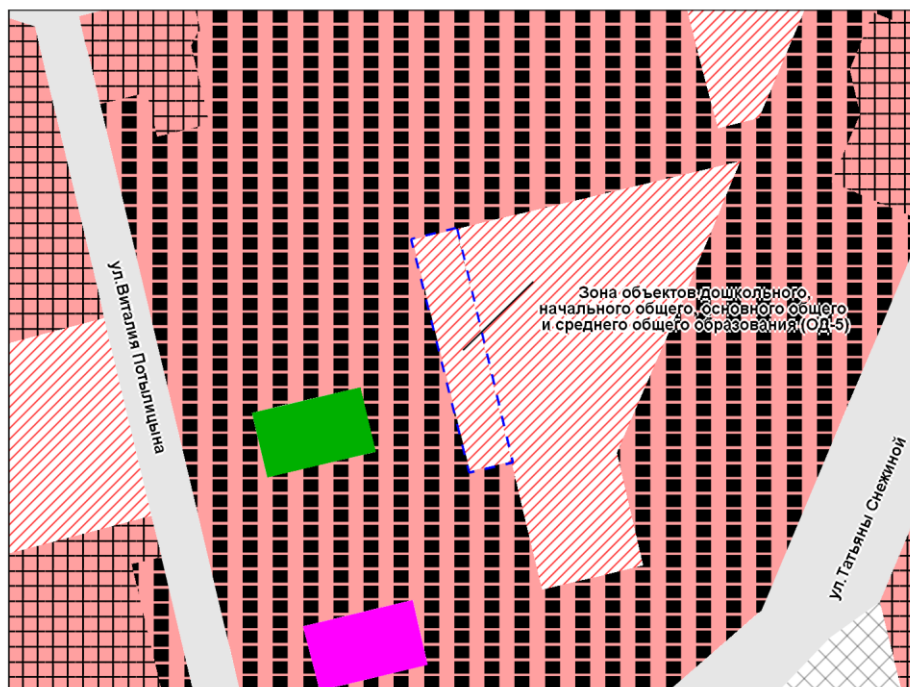 ул.Виталия Потылицына
Зона объектов дошкольного,
начального общего, основного общего
и среднего общего образования (ОД-5)
ул.Татьяны Снежиной